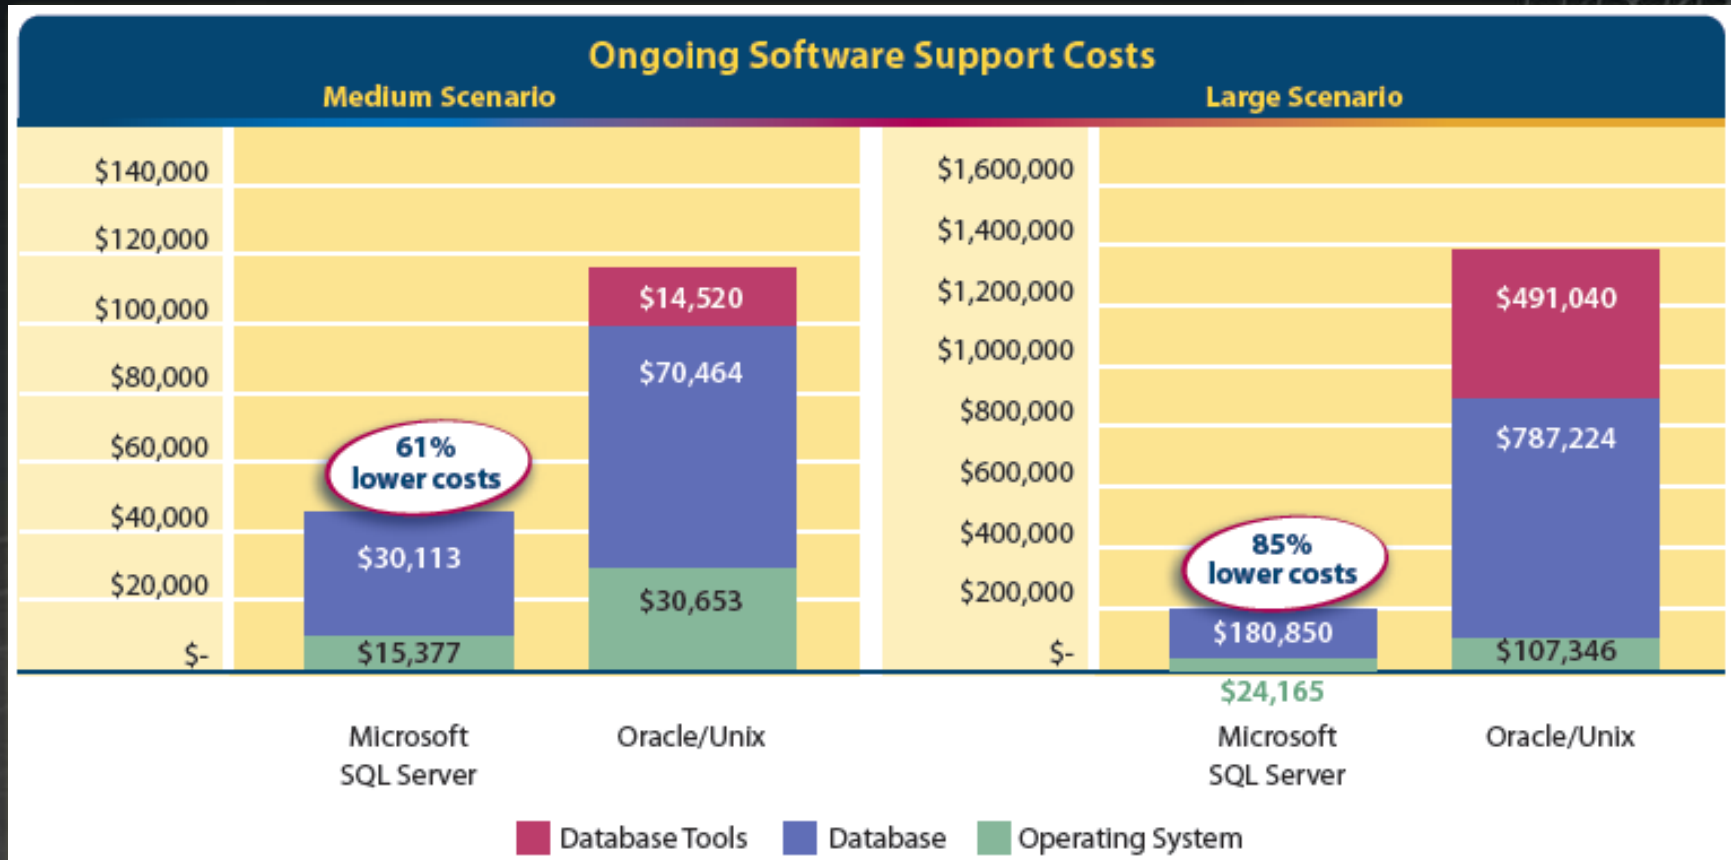 Ongoing Software Support Costs
Medium Scenario
Large Scenario
$140,000
$120,000
$100,000
$80,000
$60,000
$40,000
$20,000
$-
61%
lower costs
$30,113
$15,377
$14,520
$70,464
$30,653
Microsoft
SQL Server
Oracle/Unix
$1,600,000
$1,400,000
$1,200,000
$1,000,000
$800,000
$600,000
$400,000
$200,000
$-
85%
lower costs
$180,850
$24,165
$491,040
$787,224
$107,346
Microsoft
SQL Server
Oracle/Unix
Database Tools
Database
Operating System